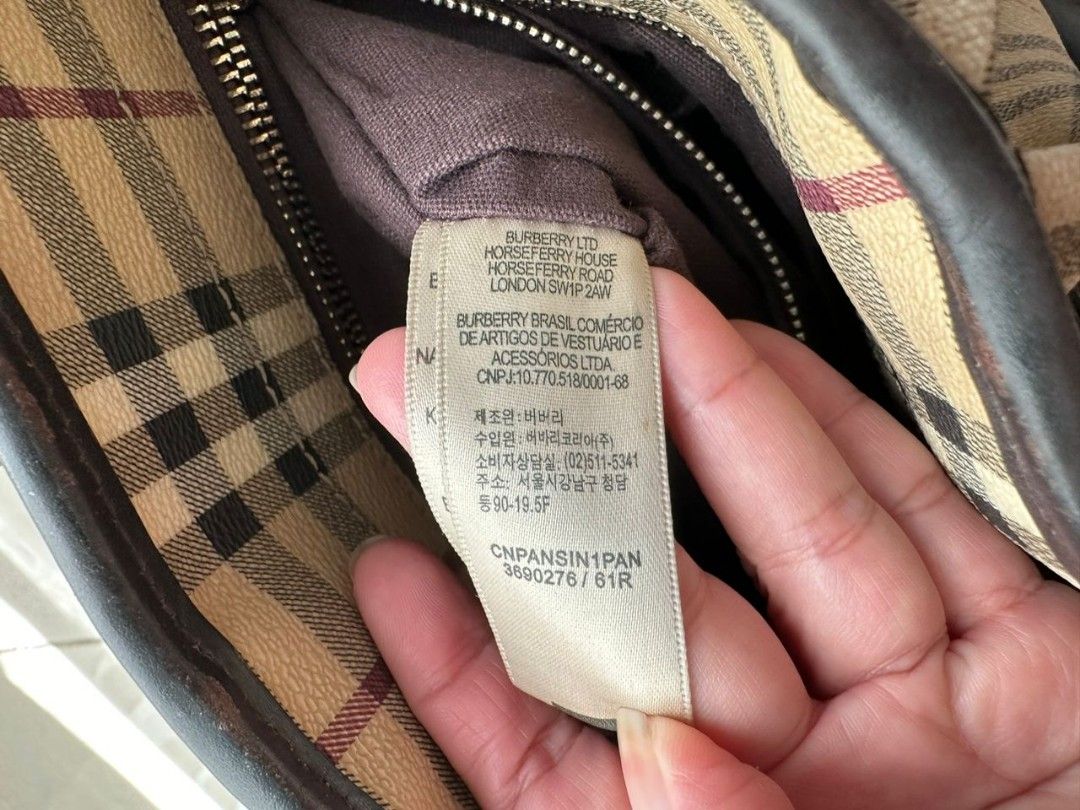 BURBERRY LTD
HORSEFERRY HOUSE
HORSEFERRY ROAD
LONDON SW1P 2AW
BURBERRY BRASIL COMÉRCIO
DE ARTIGOS DE VESTUÁRIO E
ACESSÓRIOS LTDA.
CNPJ:10.770.518/0001-68
제조원: 버버리
수입원: 버바리코리아(주)
소비자상담실. (02)511-5341
주소: 서울시강남구 청담
동90-19.5F
CNPANSIN1PAN
3690276 / 61R